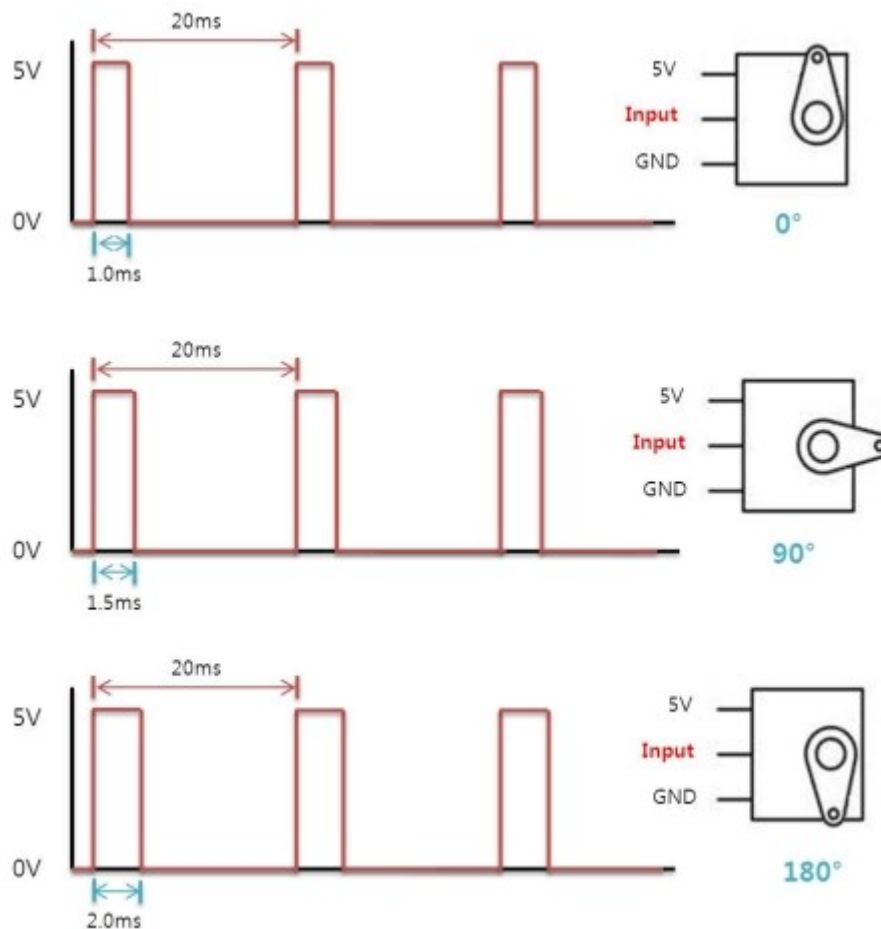 20ms
5V
5V
Input
GND
0V
0°
1.0ms
20ms
5V
5V
Input
GND
0V
90°
1.5ms
20ms
5V
5V
Input
GND
0V
180°
2.0ms